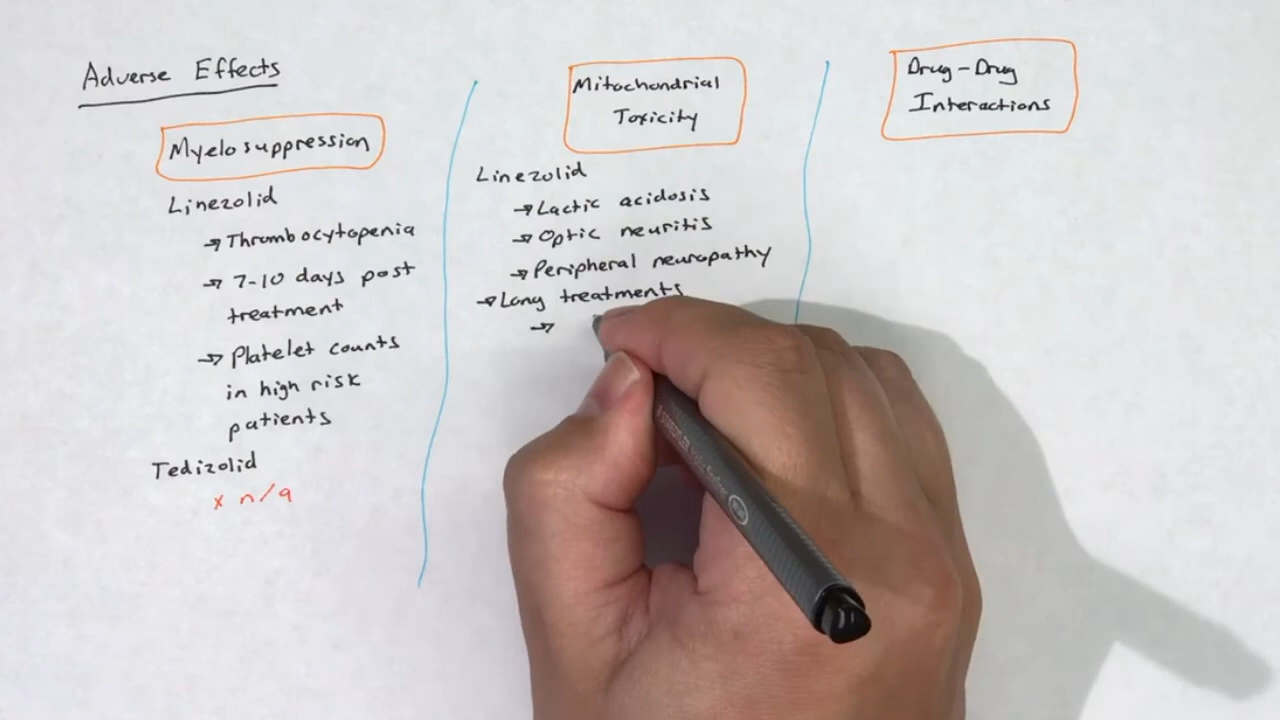 Adverse Effects
Myelosuppression
Linezolid
→ Thrombocytopenia
→ 7-10 days post
treatment
→ Platelet counts
in high risk
patients
Tedizolid
x n/a
Mitochondrial
Toxicity
Linezolid
→ Lactic acidosis
→ Optic neuritis
→ Peripheral neuropathy
→ Long treatments
→
Drug-Drug
Interactions
STAEDTLER